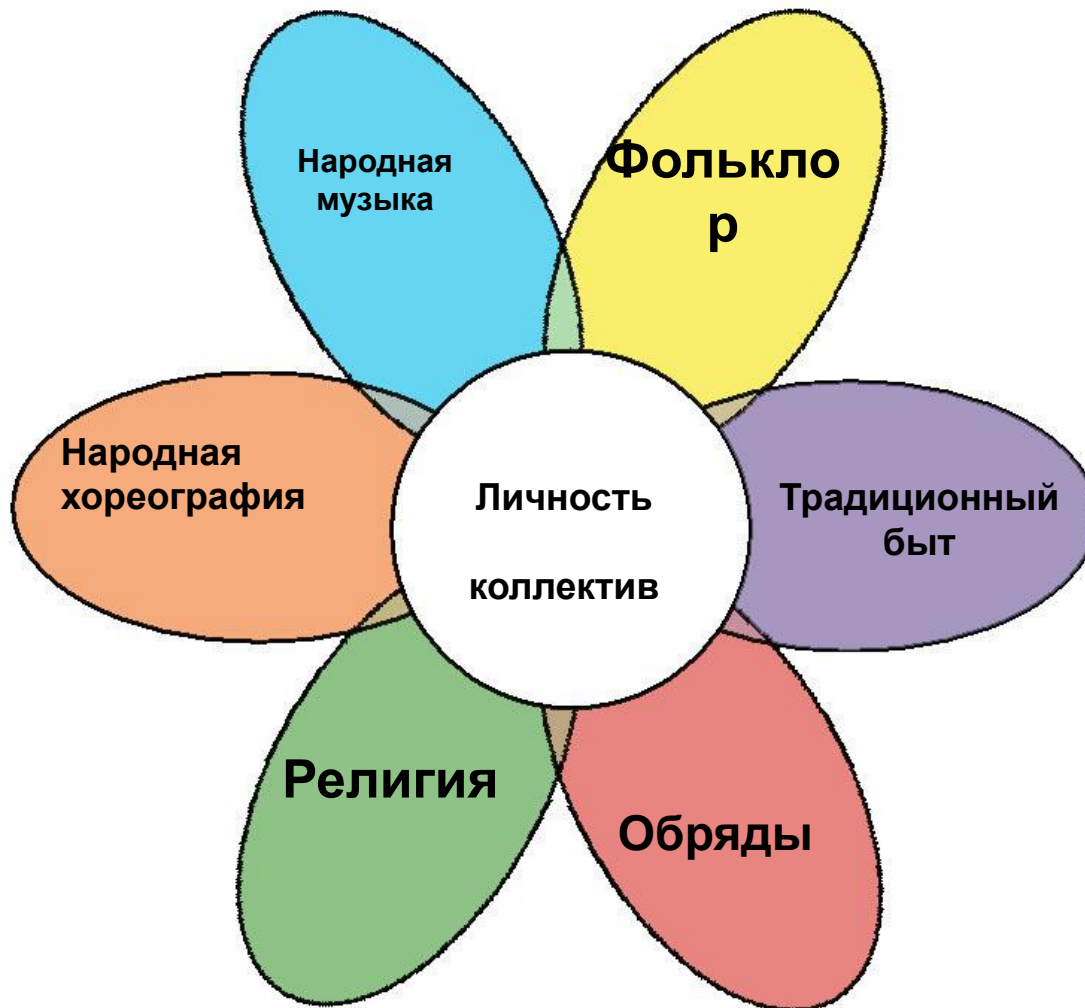 Народная
музыка
Фолькло
р
Народная
хореография
Личность
коллектив
Традиционный
быт
Религия
Обряды